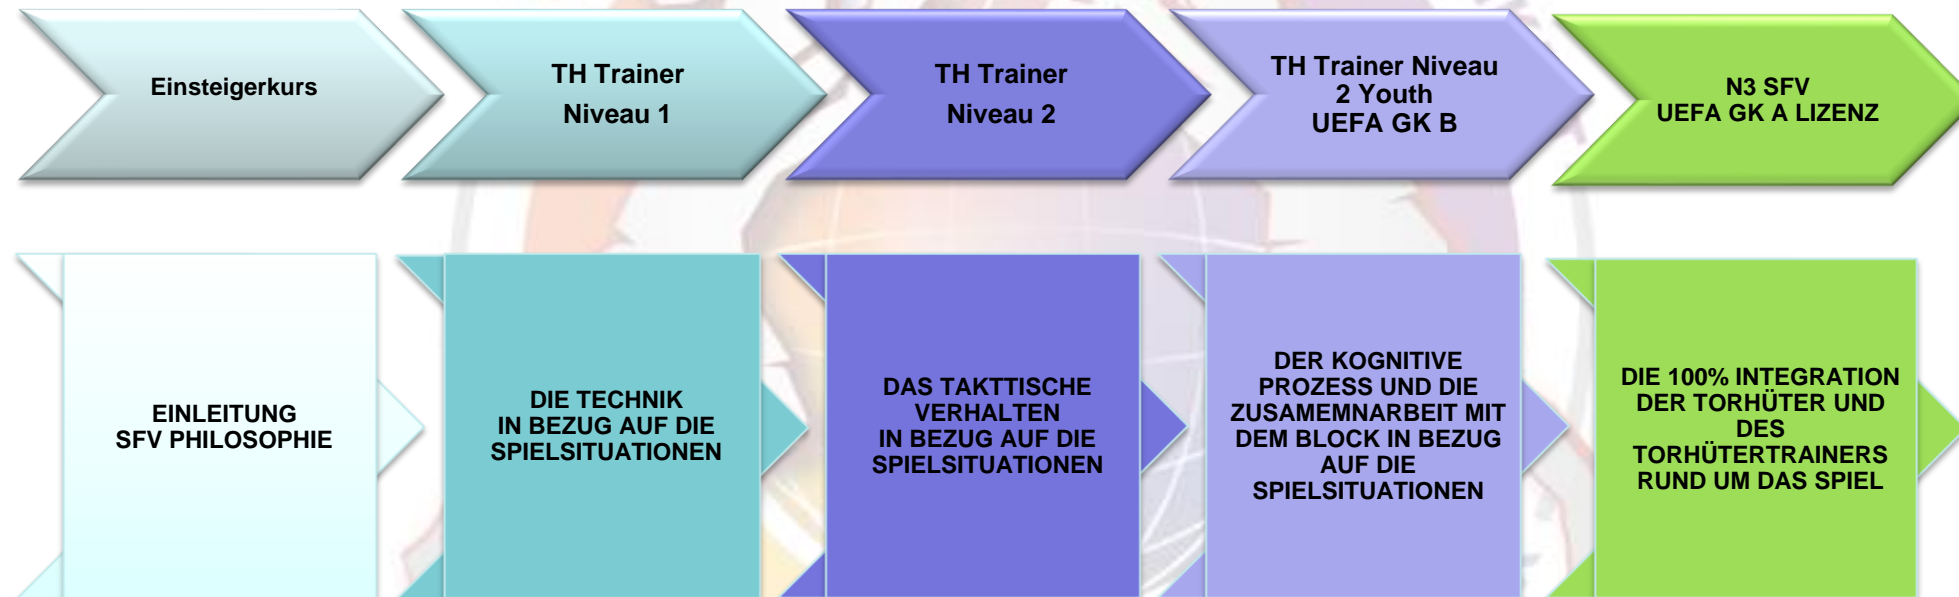 Einsteigerkurs
TH Trainer
Niveau 1
TH Trainer
Niveau 2
TH Trainer Niveau
2 Youth
UEFA GK B
N3 SFV
UEFA GK A LIZENZ
EINLEITUNG
SFV PHILOSOPHIE
DIE TECHNIK
IN BEZUG AUF DIE
SPIELSITUATIONEN
DAS TAKTTISCHE
VERHALTEN
IN BEZUG AUF DIE
SPIELSITUATIONEN
DER KOGNITIVE
PROZESS UND DIE
ZUSAMEMNARBEIT MIT
DEM BLOCK IN BEZUG
AUF DIE
SPIELSITUATIONEN
DIE 100% INTEGRATION
DER TORHÜTER UND
DES
TORHÜTERTRAINERS
RUND UM DAS SPIEL